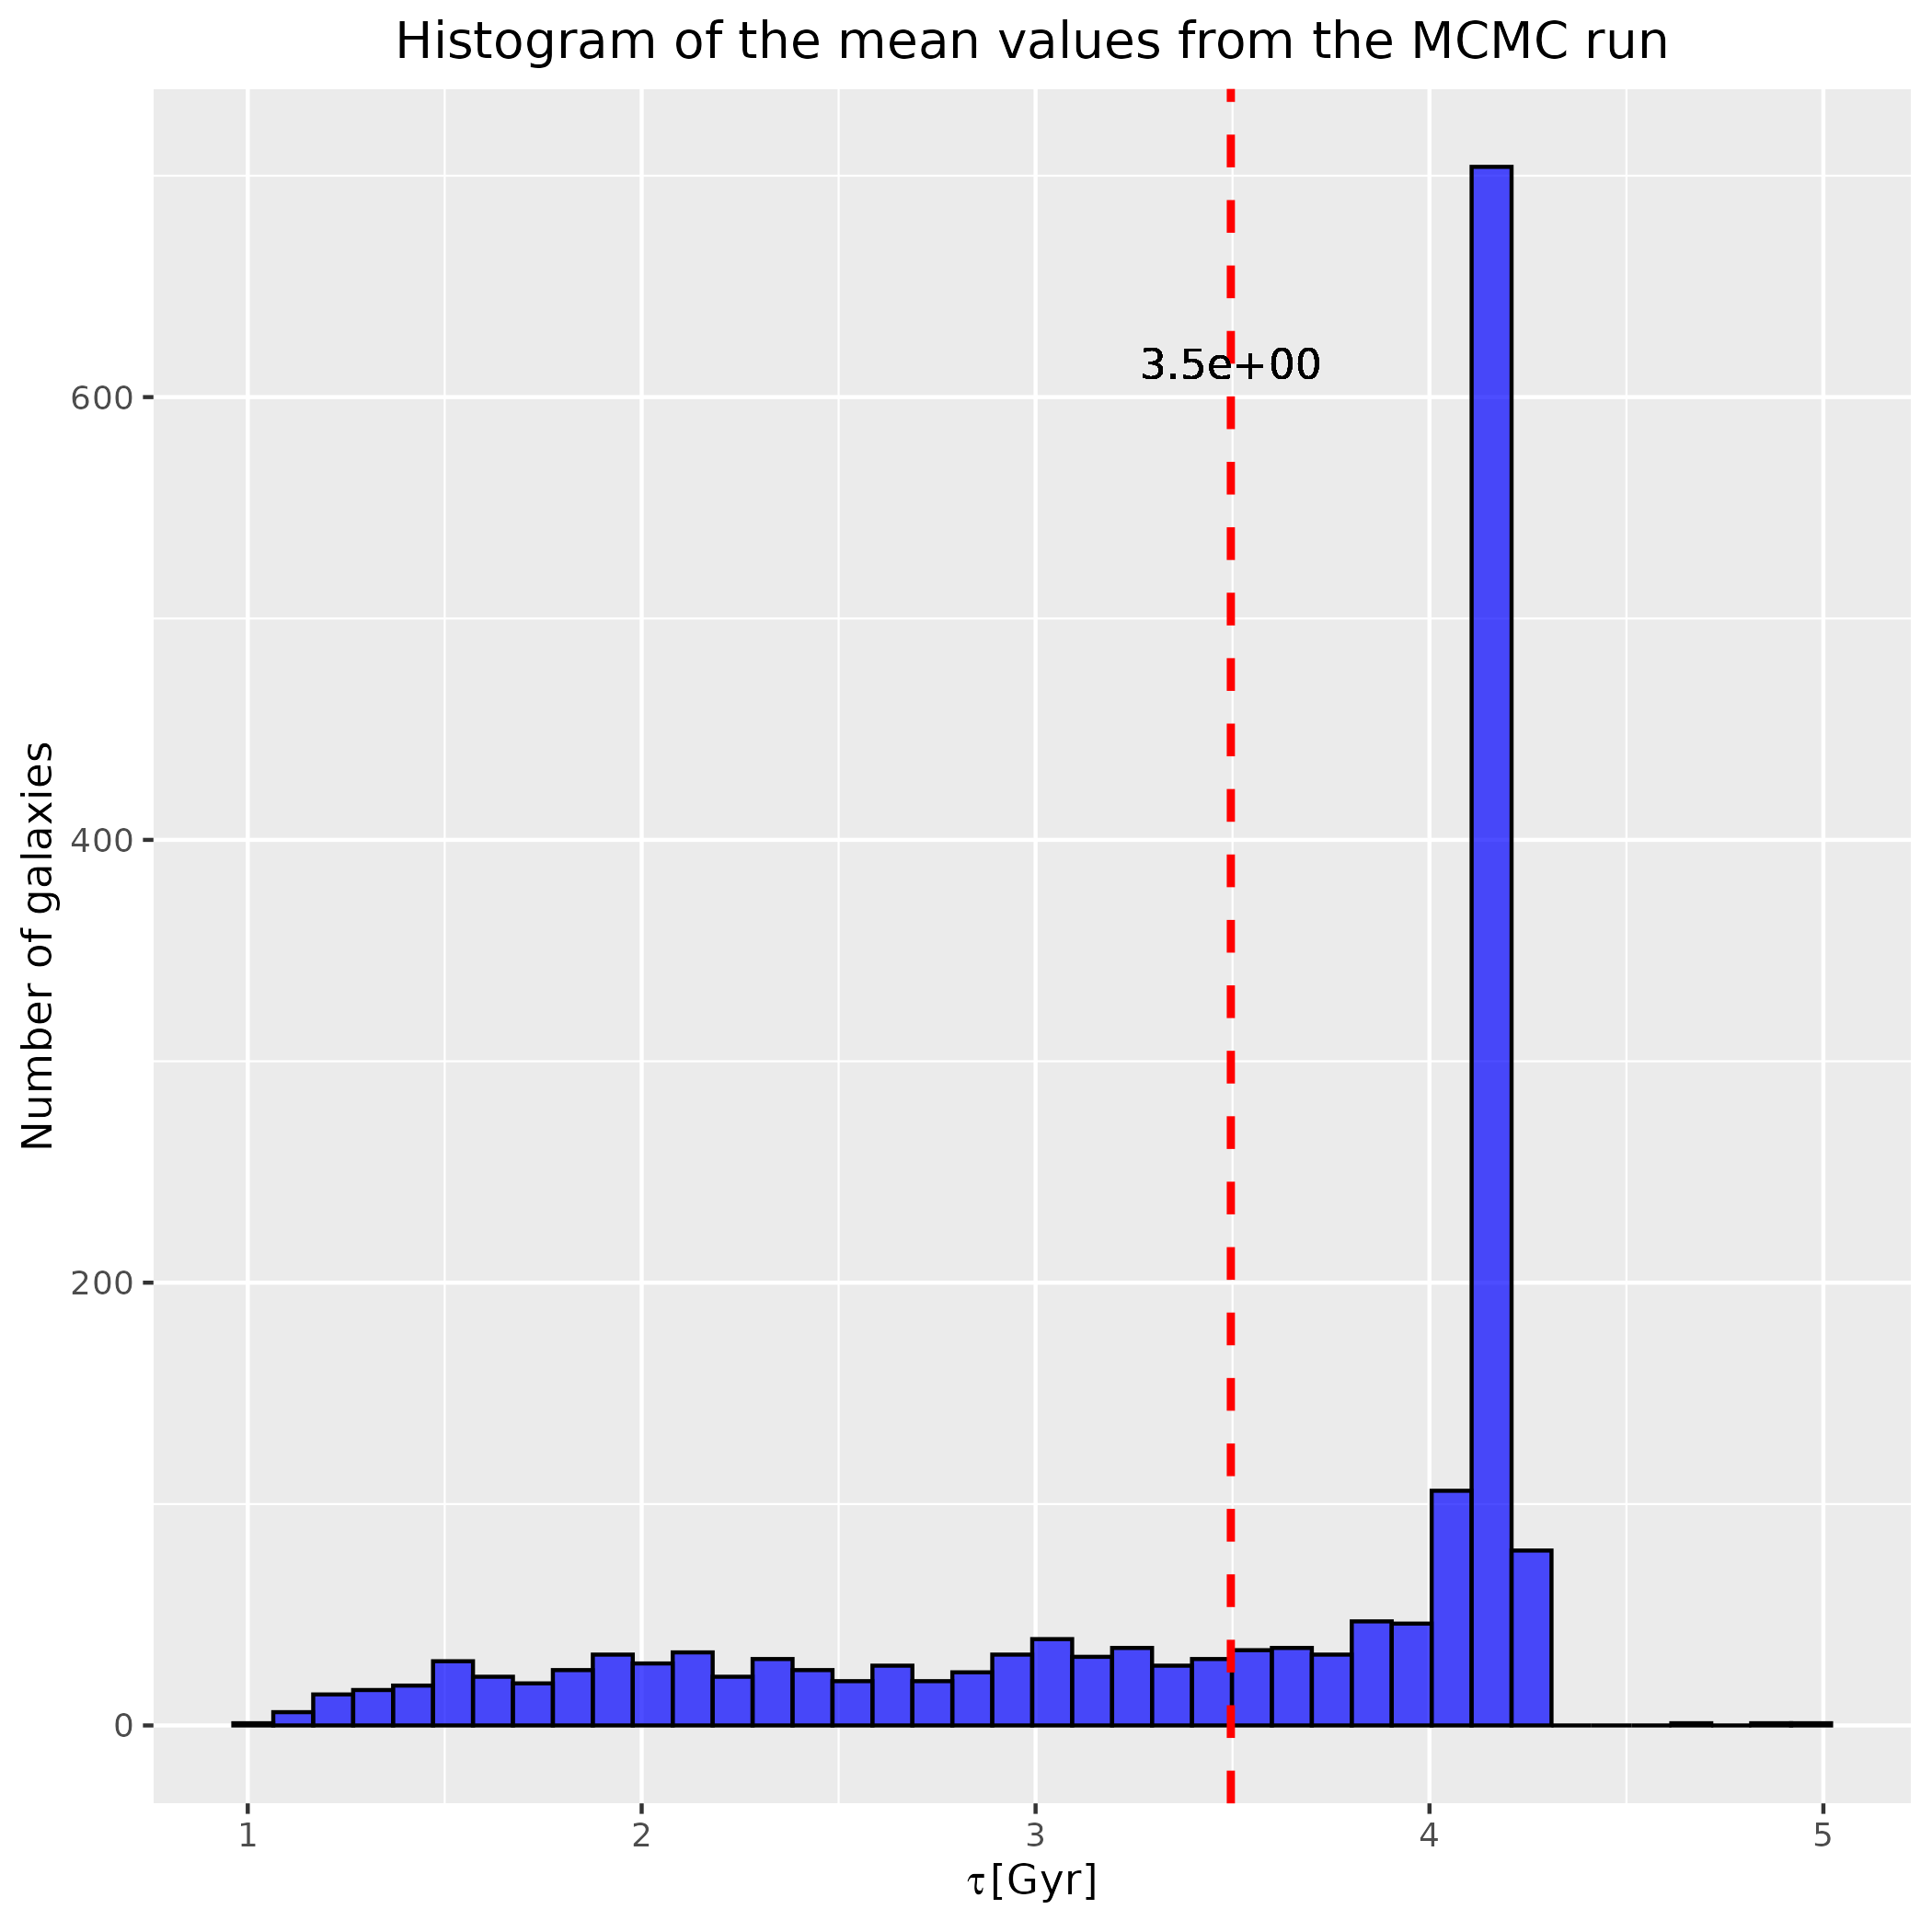 Histogram of the mean values from the MCMC run
3.5e+00
600
400
200
0
Number of galaxies
1 2 3 4 5
τ[Gyr]